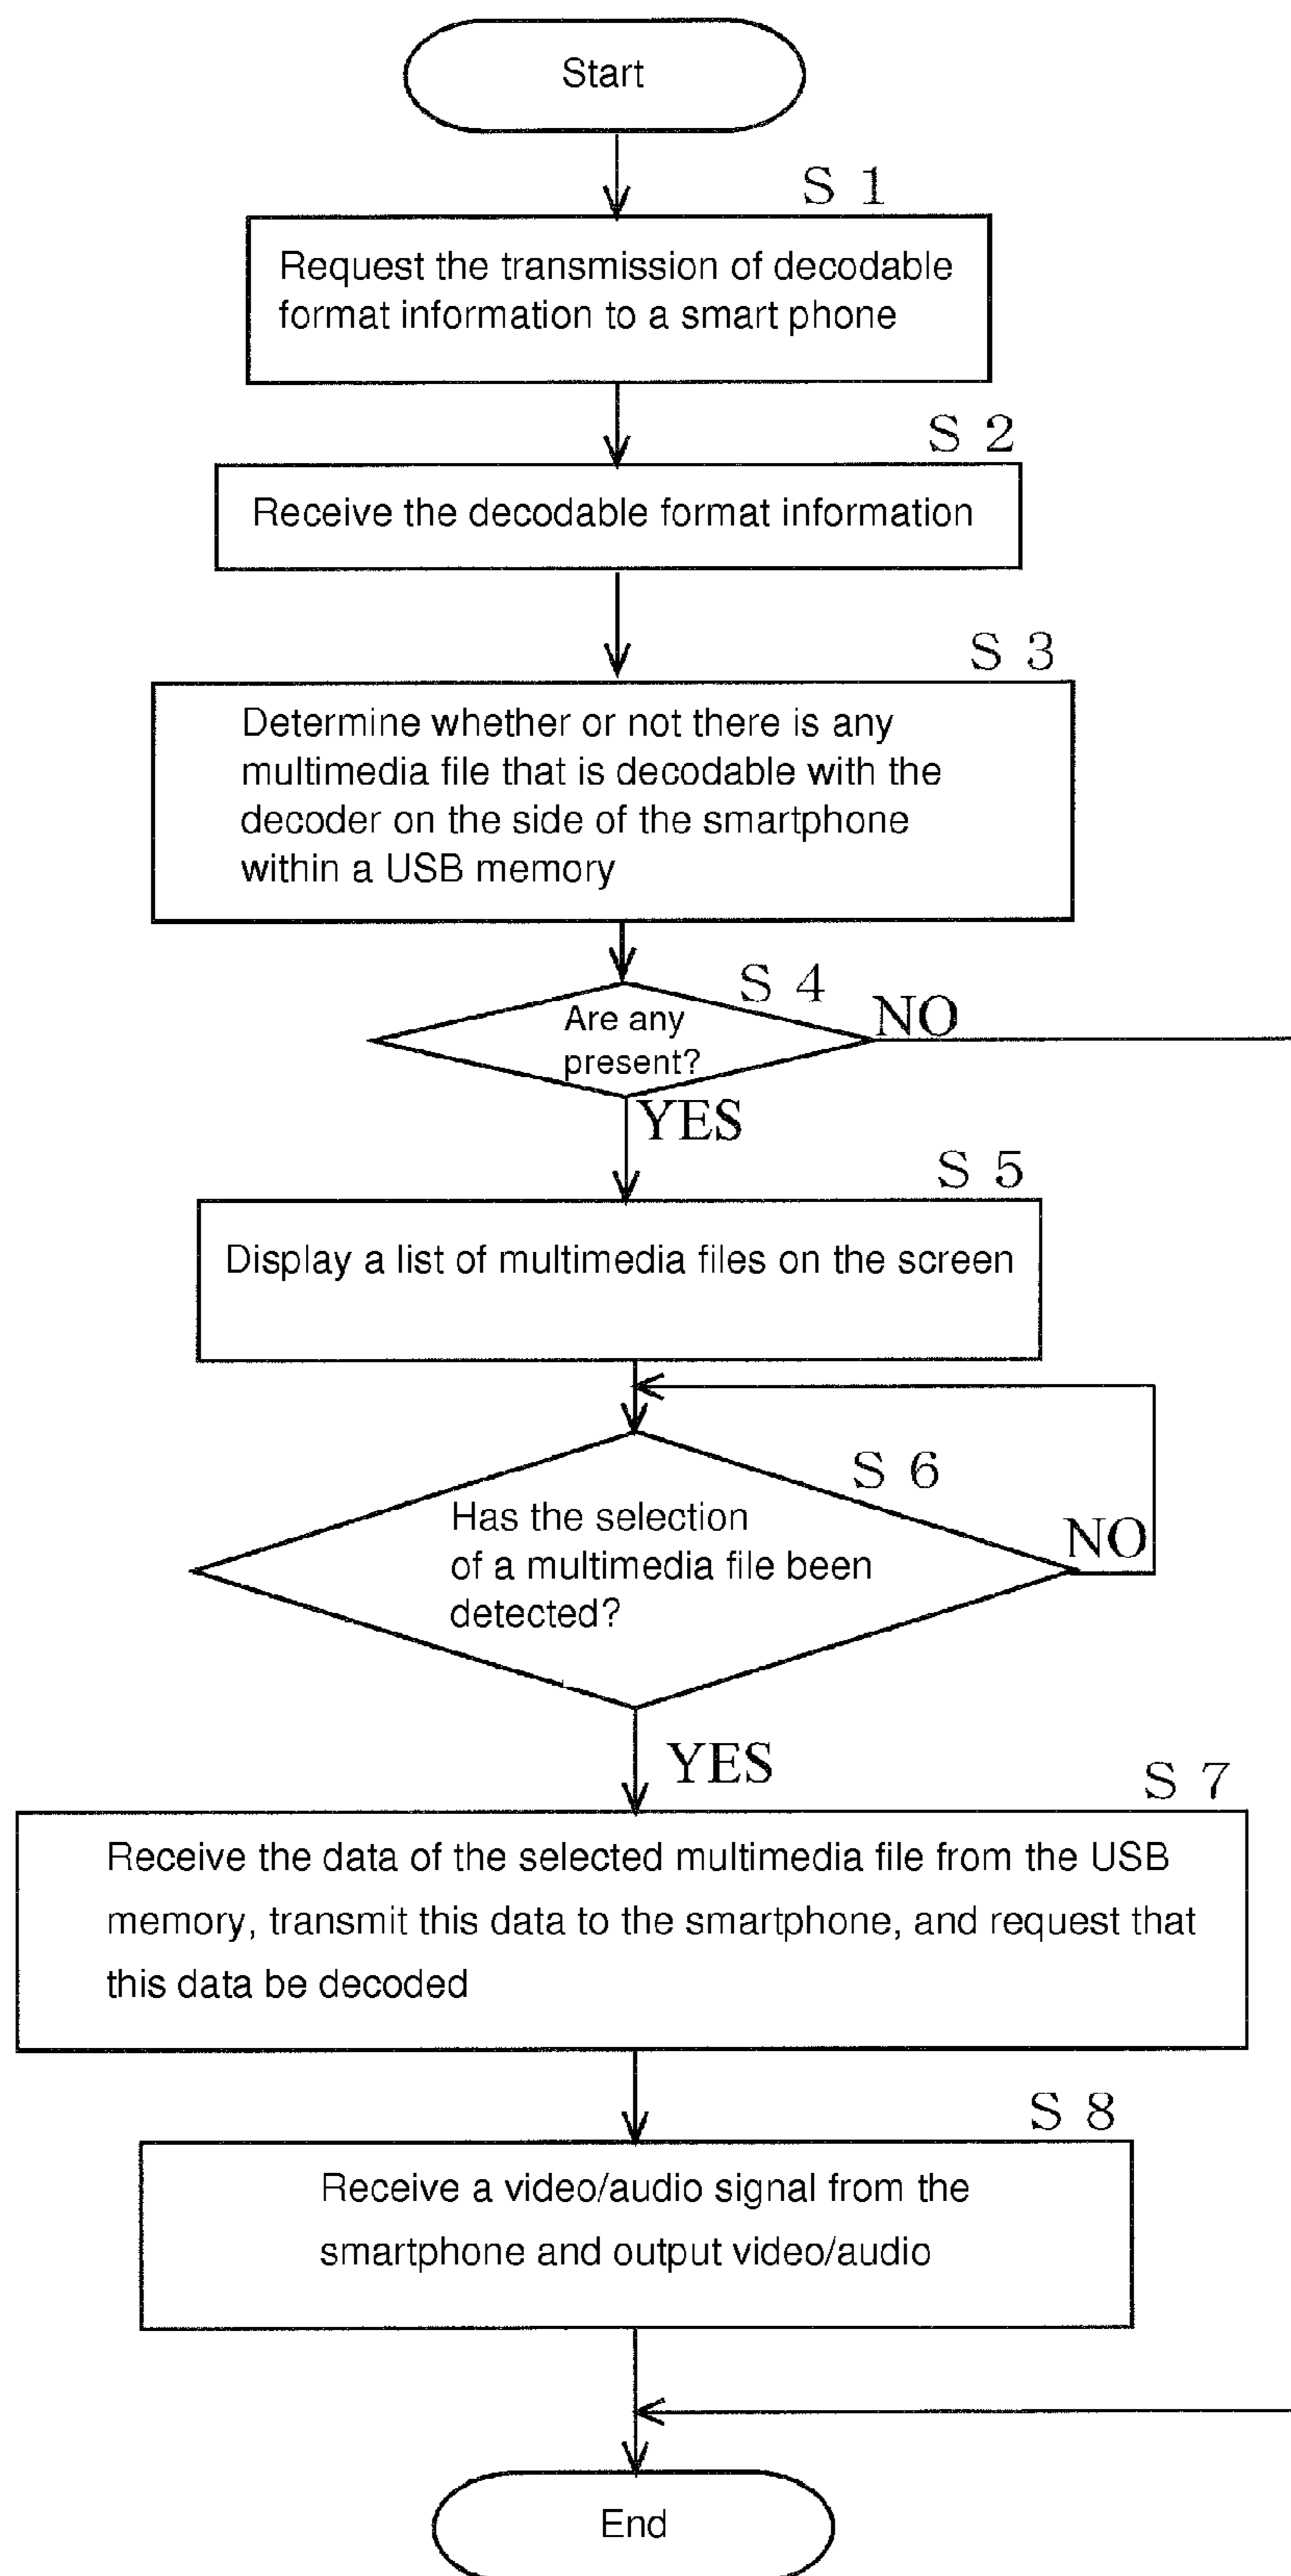 Start
S 1
Request the transmission of decodable
format information to a smart phone
S 2
Receive the decodable format information
S 3
Determine whether or not there is any
multimedia file that is decodable with the
decoder on the side of the smartphone
within a USB memory
S 4
Are any
present?
NO
YES
S 5
Display a list of multimedia files on the screen
S 6
Has the selection
of a multimedia file been
detected?
NO
YES
S 7
Receive the data of the selected multimedia file from the USB
memory, transmit this data to the smartphone, and request that
this data be decoded
S 8
Receive a video/audio signal from the
smartphone and output video/audio
End